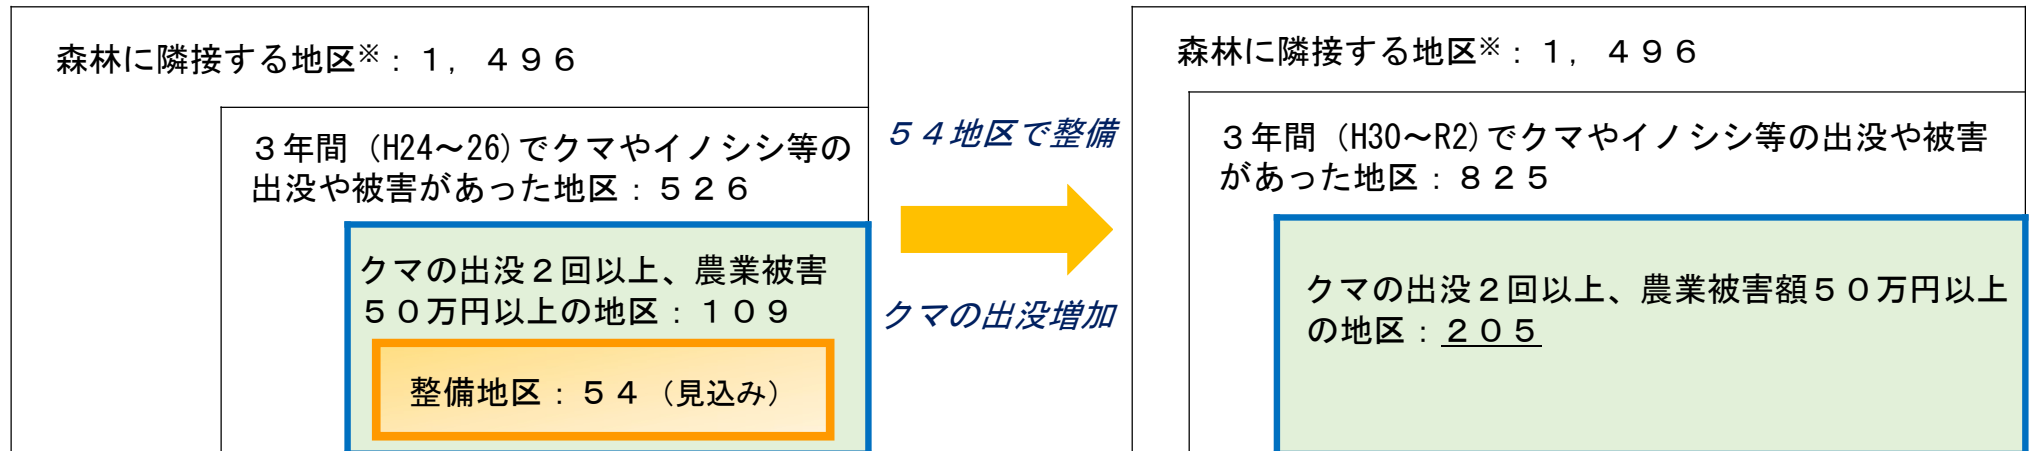 森林に隣接する地区※：１，４９６
３年間（H24～26)でクマやイノシシ等の
出没や被害があった地区：５２６
クマの出没２回以上、農業被害
５０万円以上の地区：１０９
整備地区：５４（見込み）
５４地区で整備
クマの出没増加
森林に隣接する地区※：１，４９６
３年間（H30～R2)でクマやイノシシ等の出没や被害
があった地区：８２５
クマの出没２回以上、農業被害額５０万円以上
の地区：２０５